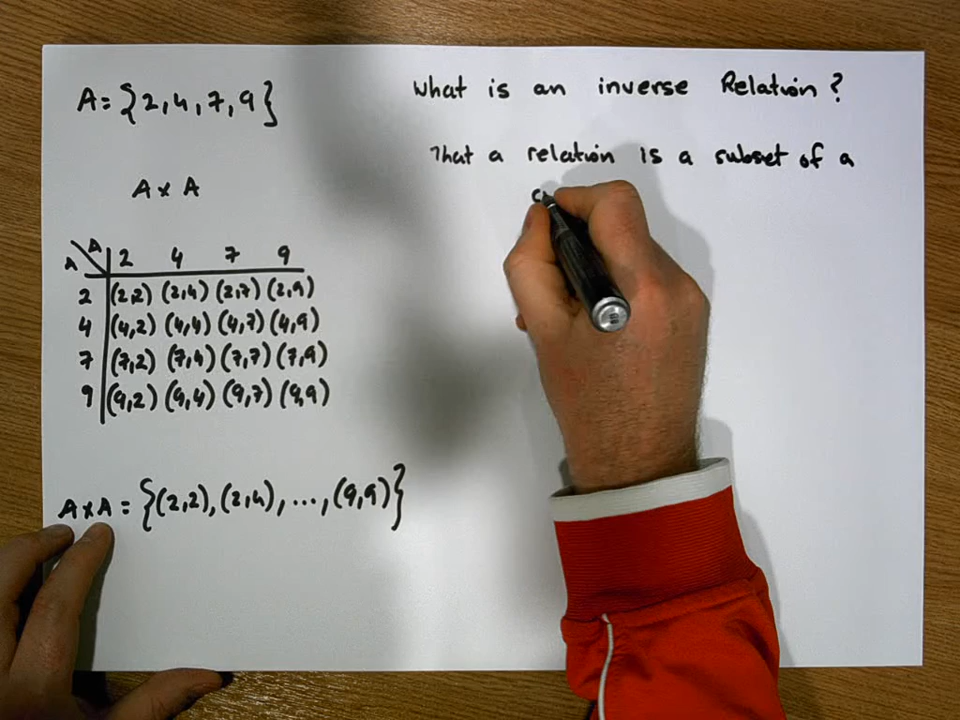 A = {2, 4, 7, 9}
A x A
A A 2 4 7 9
2 (2,2) (2,4) (2,7) (2,9)
4 (4,2) (4,4) (4,7) (4,9)
7 (7,2) (7,4) (7,7) (7,9)
9 (9,2) (9,4) (9,7) (9,9)
A x A = {(2,2), (2,4), ..., (9,9)}
What is an inverse Relation?
That a relation is a subset of a